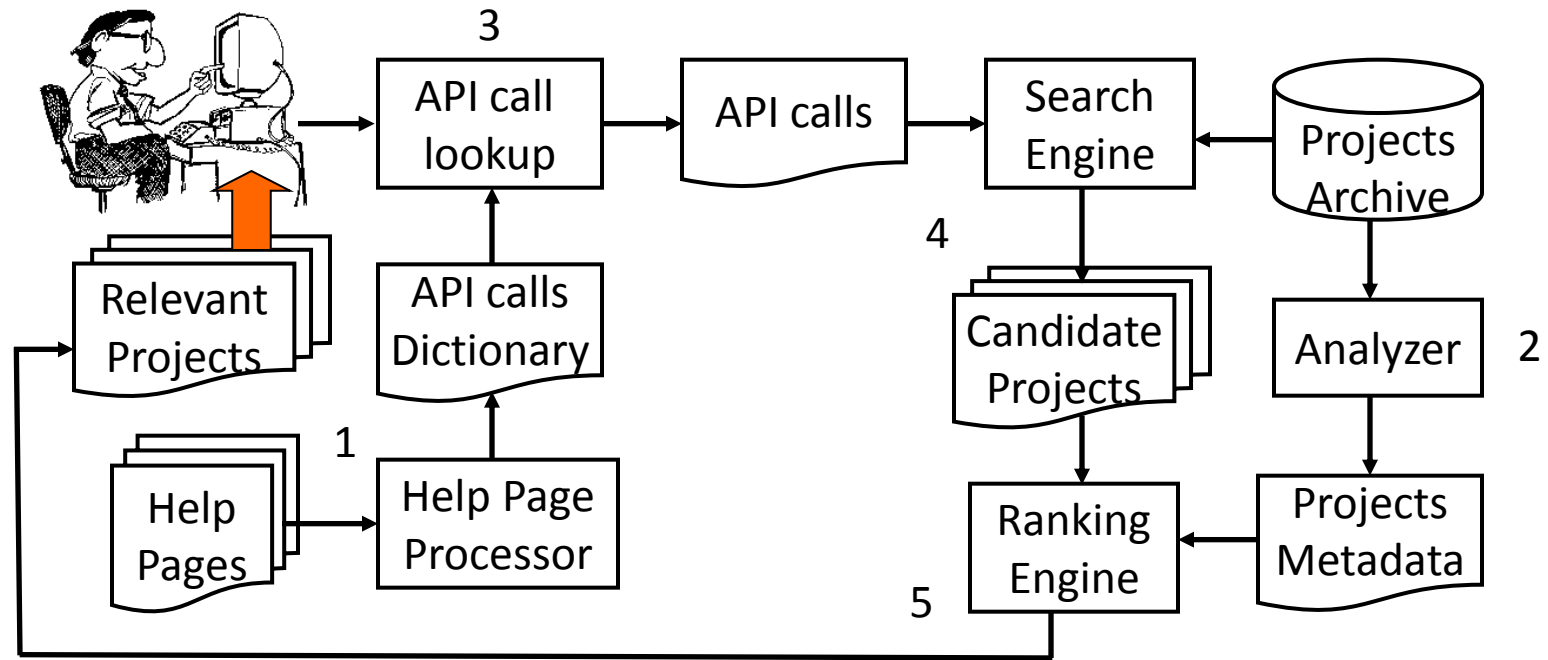 3
API call
lookup
API calls
Search
Engine
Projects
Archive
4
Relevant
Projects
API calls
Dictionary
Candidate
Projects
Analyzer
2
1
Help
Pages
Help Page
Processor
Ranking
Engine
Projects
Metadata
5